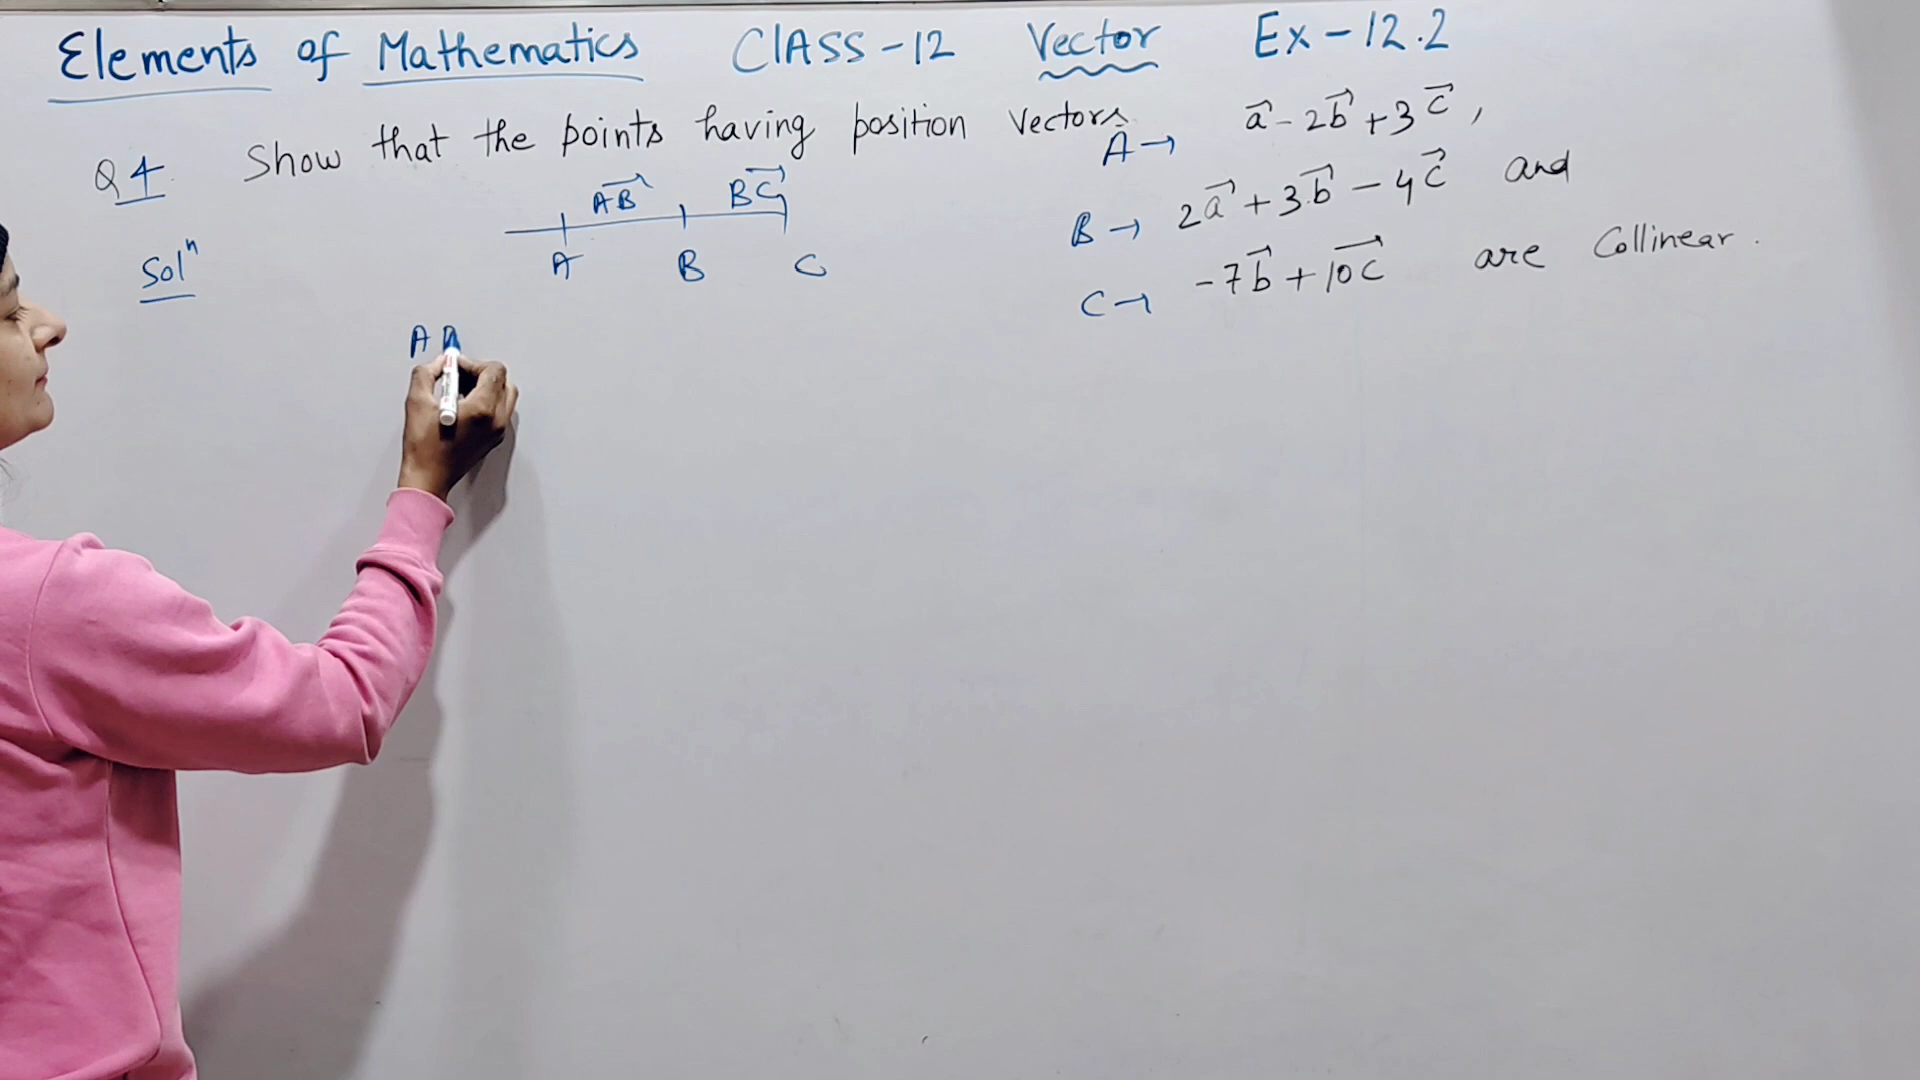 Elements of Mathematics ClASS-12 Vector Ex-12.2
Q4 Show that the points having position vectors A→ a⃗ - 2b⃗ + 3c⃗ ,
B→ 2a⃗ + 3b⃗ - 4c⃗ and
C→ -7b⃗ + 10c⃗ are Collinear.
Solⁿ
AB⃗ BC⃗
A B C
A